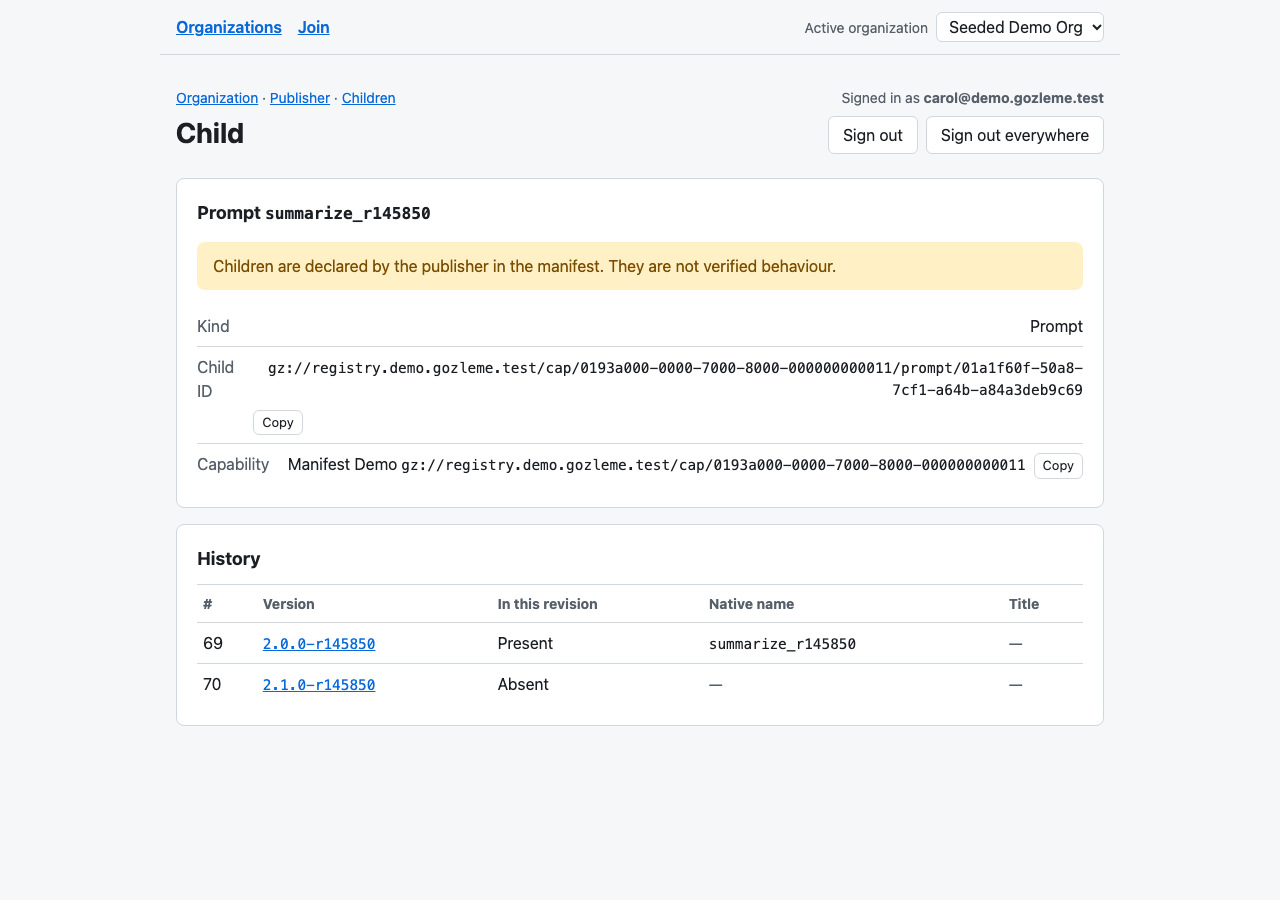 Organizations Join Active organization Seeded Demo Org
Organization · Publisher · Children Signed in as carol@demo.gozleme.test
Child Sign out Sign out everywhere
Prompt summarize_r145850
Children are declared by the publisher in the manifest. They are not verified behaviour.
Kind Prompt
Child ID gz://registry.demo.gozleme.test/cap/0193a000-0000-7000-8000-000000000011/prompt/01a1f60f-50a8-
7cf1-a64b-a84a3deb9c69
Copy
Capability Manifest Demo gz://registry.demo.gozleme.test/cap/0193a000-0000-7000-8000-000000000011 Copy
History
# Version In this revision Native name Title
69 2.0.0-r145850 Present summarize_r145850 —
70 2.1.0-r145850 Absent — —